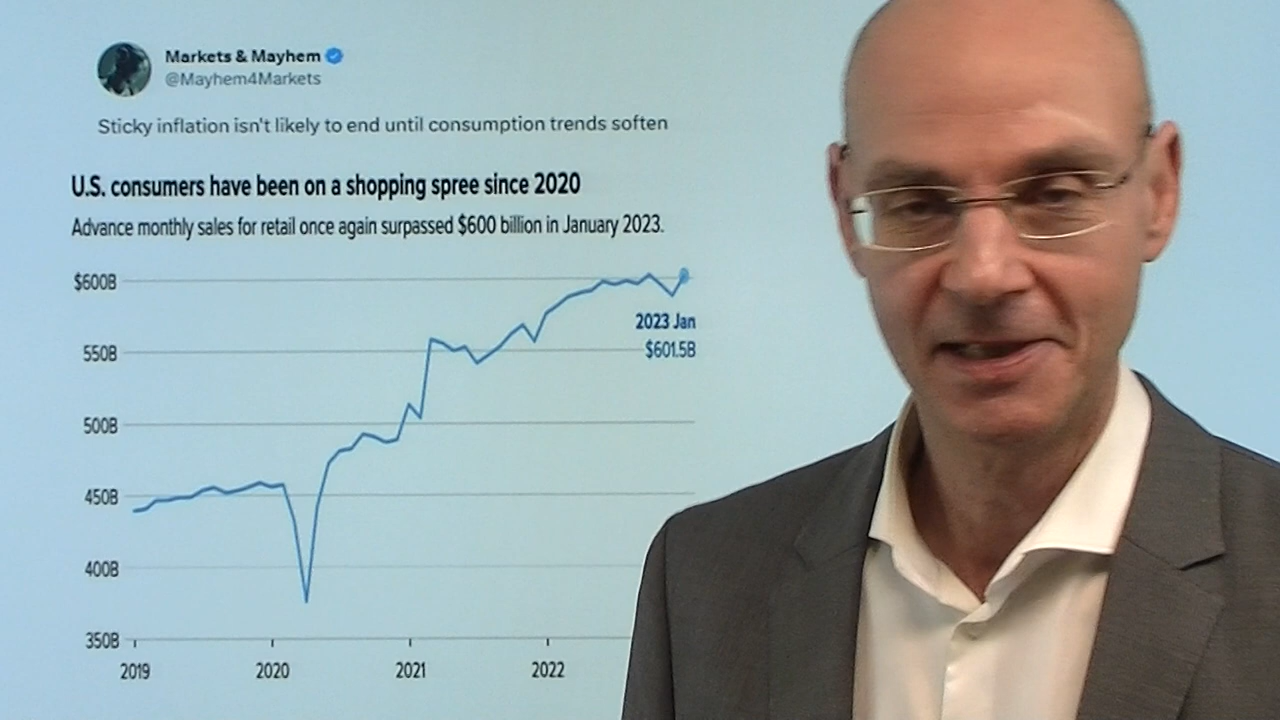 Markets & Mayhem
@Mayhem4Markets
Sticky inflation isn't likely to end until consumption trends soften
U.S. consumers have been on a shopping spree since 2020
Advance monthly sales for retail once again surpassed $600 billion in January 2023.
$600B
2023 Jan
550B
$601.5B
500B
450B
400B
350B
2019 2020 2021 2022